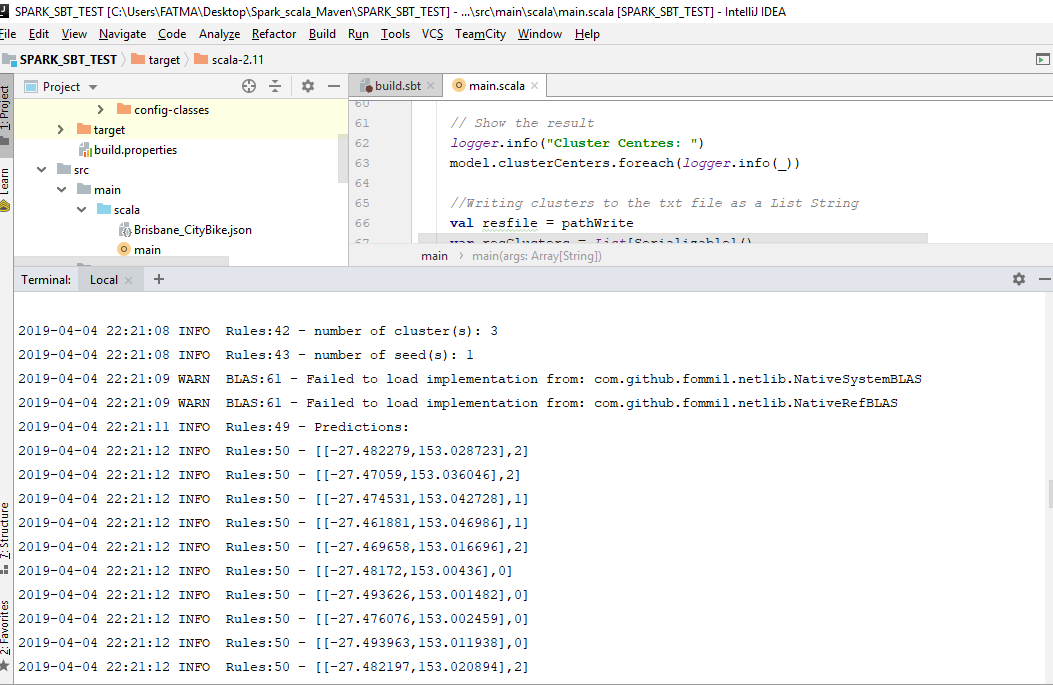 SPARK_SBT_TEST [C:\Users\FATMA\Desktop\Spark_scala_Maven\SPARK_SBT_TEST] - ...\src\main\scala\main.scala [SPARK_SBT_TEST] - IntelliJ IDEA
File Edit View Navigate Code Analyze Refactor Build Run Tools VCS TeamCity Window Help
SPARK_SBT_TEST target scala-2.11
Project
build.sbt main.scala
1: Project
Learn
7: Structure
2: Favorites
config-classes
target
build.properties
src
main
scala
Brisbane_CityBike.json
main
60
61 // Show the result
62 logger.info("Cluster Centres: ")
63 model.clusterCenters.foreach(logger.info(_))
64
65 //Writing clusters to the txt file as a List String
66 val resfile = pathWrite
67 var resClusters = List[Serializable]()
main main(args: Array[String])
Terminal: Local +
2019-04-04 22:21:08 INFO Rules:42 - number of cluster(s): 3
2019-04-04 22:21:08 INFO Rules:43 - number of seed(s): 1
2019-04-04 22:21:09 WARN BLAS:61 - Failed to load implementation from: com.github.fommil.netlib.NativeSystemBLAS
2019-04-04 22:21:09 WARN BLAS:61 - Failed to load implementation from: com.github.fommil.netlib.NativeRefBLAS
2019-04-04 22:21:11 INFO Rules:49 - Predictions:
2019-04-04 22:21:12 INFO Rules:50 - [[-27.482279,153.028723],2]
2019-04-04 22:21:12 INFO Rules:50 - [[-27.47059,153.036046],2]
2019-04-04 22:21:12 INFO Rules:50 - [[-27.474531,153.042728],1]
2019-04-04 22:21:12 INFO Rules:50 - [[-27.461881,153.046986],1]
2019-04-04 22:21:12 INFO Rules:50 - [[-27.469658,153.016696],2]
2019-04-04 22:21:12 INFO Rules:50 - [[-27.48172,153.00436],0]
2019-04-04 22:21:12 INFO Rules:50 - [[-27.493626,153.001482],0]
2019-04-04 22:21:12 INFO Rules:50 - [[-27.476076,153.002459],0]
2019-04-04 22:21:12 INFO Rules:50 - [[-27.493963,153.011938],0]
2019-04-04 22:21:12 INFO Rules:50 - [[-27.482197,153.020894],2]